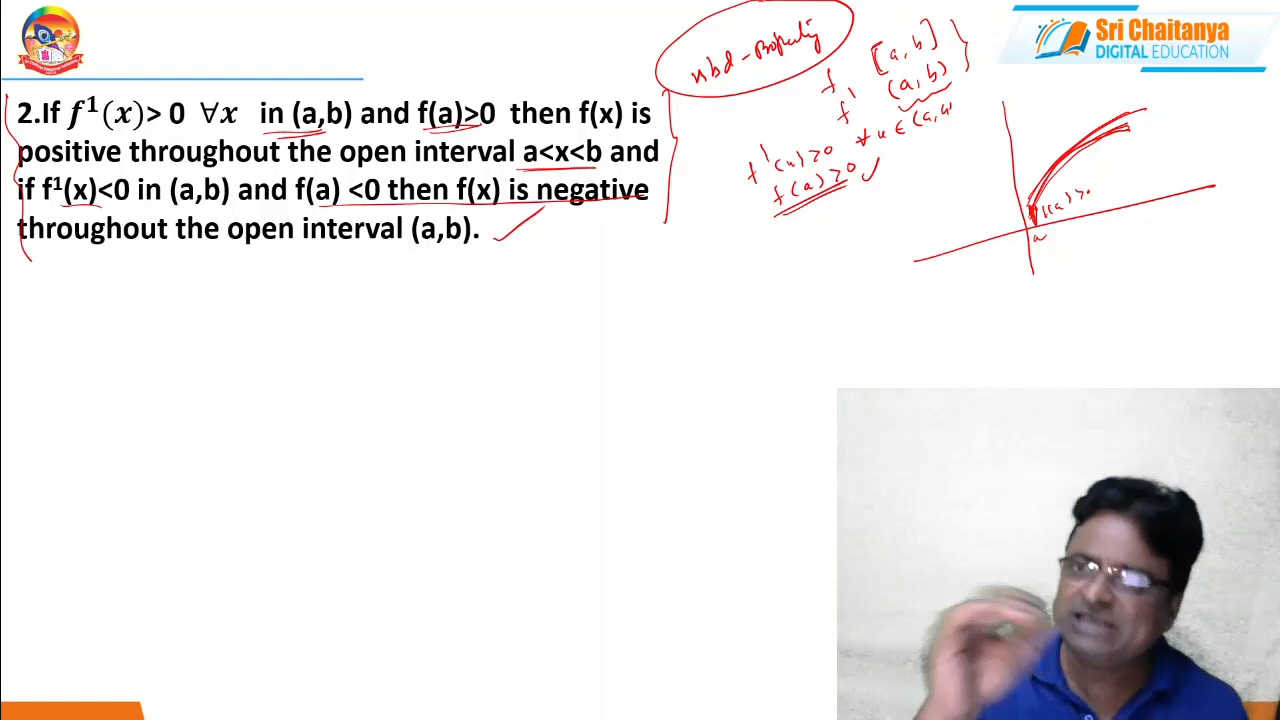 Sri Chaitanya
DIGITAL EDUCATION
nbd-property
f [a, b]
f' (a, b)
f'(x) >0 ∀ x ∈ (a,
f(a) >0
2.If f¹(x)> 0 ∀x in (a,b) and f(a)>0 then f(x) is
positive throughout the open interval a<x<b and
if f¹(x)<0 in (a,b) and f(a) <0 then f(x) is negative
throughout the open interval (a,b).
f(a)>0
a